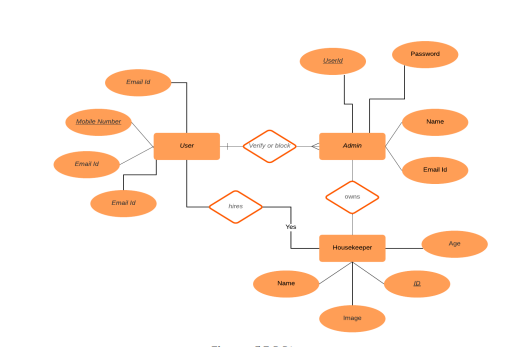 Password
UserId
Email Id
Mobile Number
Name
User
Verify or block
Admin
Email Id
Email Id
owns
Email Id
hires
Yes
Age
Housekeeper
Name
ID
Image